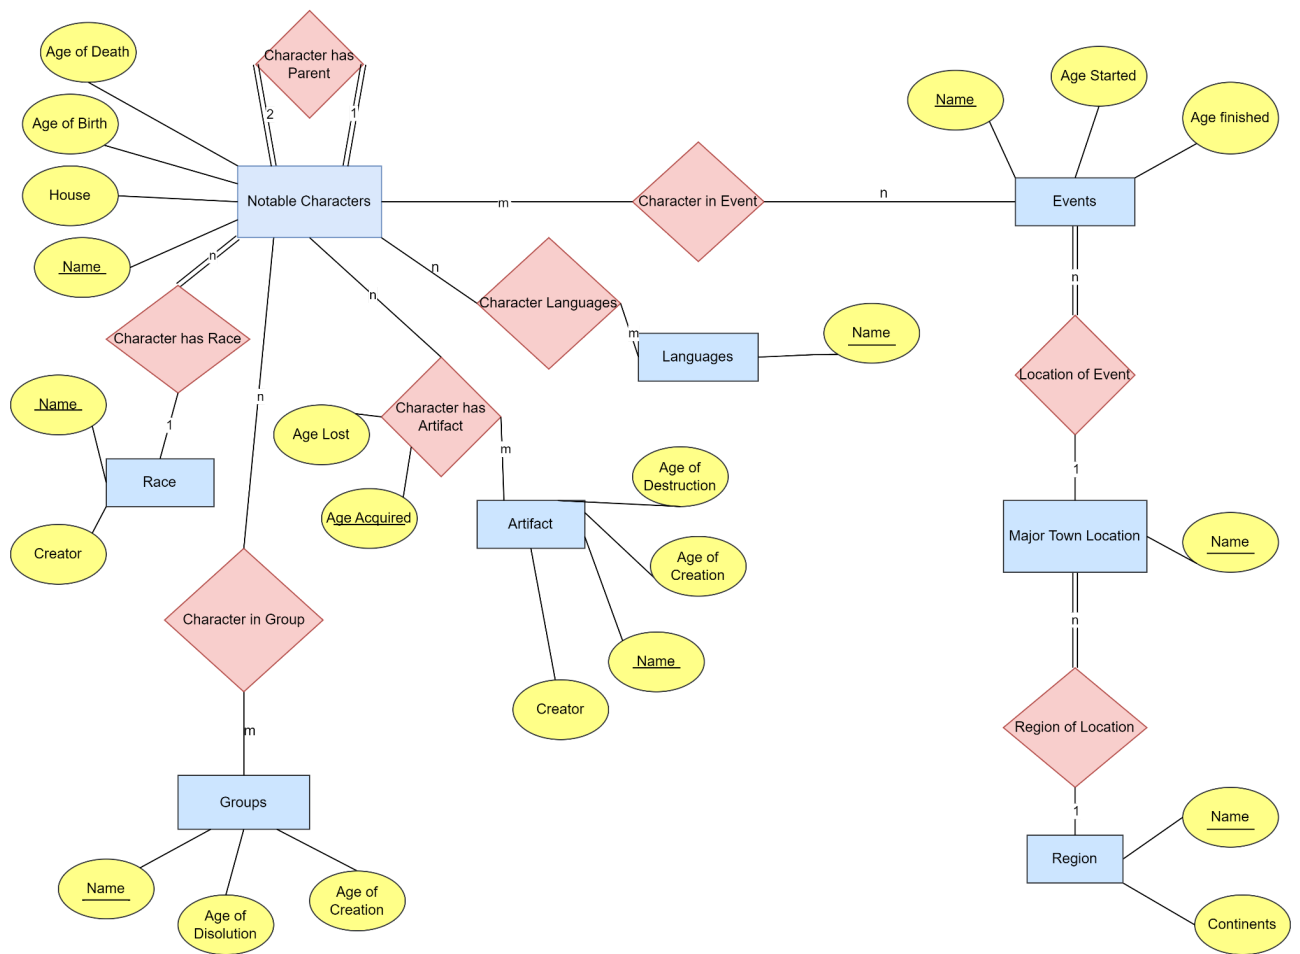 Character has
Parent
Age of Death
2
1
Age Started
Name
Age finished
Age of Birth
House
Notable Characters
m
Character in Event
n
Events
Name
n
n
n
n
Character Languages
m
Languages
Name
Character has Race
Location of Event
Name
1
n
Age Lost
Character has
Artifact
m
1
Race
Age of
Destruction
Age Acquired
Artifact
Major Town Location
Name
Creator
Age of
Creation
Character in Group
n
Name
Creator
Region of Location
m
1
Name
Groups
Region
Name
Age of
Creation
Age of
Disolution
Continents